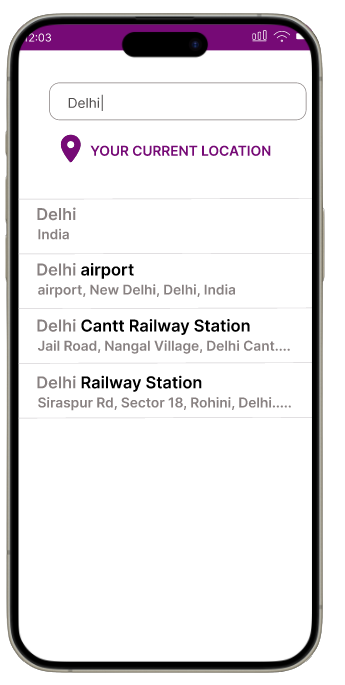 12:03
Delhi
YOUR CURRENT LOCATION
Delhi
India
Delhi airport
airport, New Delhi, Delhi, India
Delhi Cantt Railway Station
Jail Road, Nangal Village, Delhi Cant....
Delhi Railway Station
Siraspur Rd, Sector 18, Rohini, Delhi.....